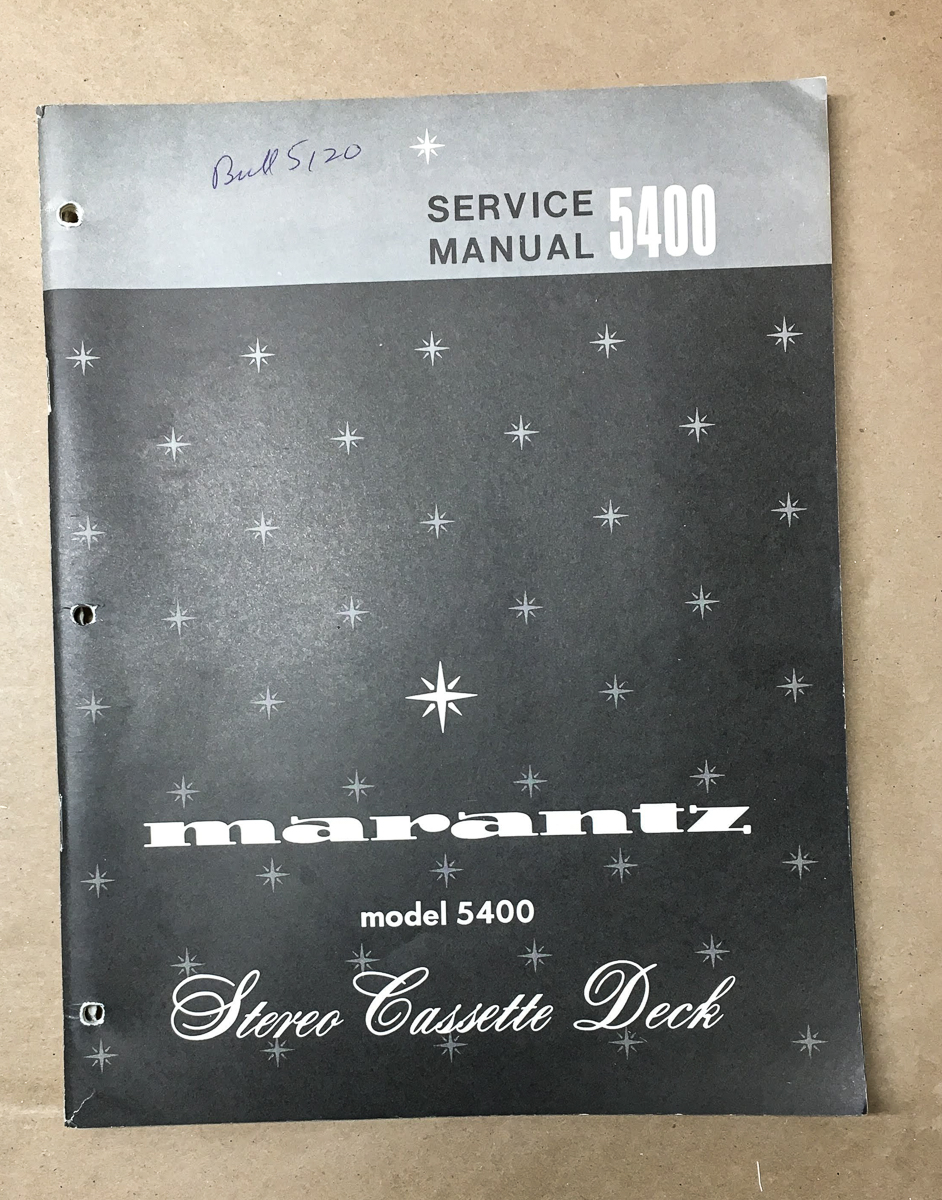 Bull 5120
SERVICE
MANUAL 5400
marantz
model 5400
Stereo Cassette Deck